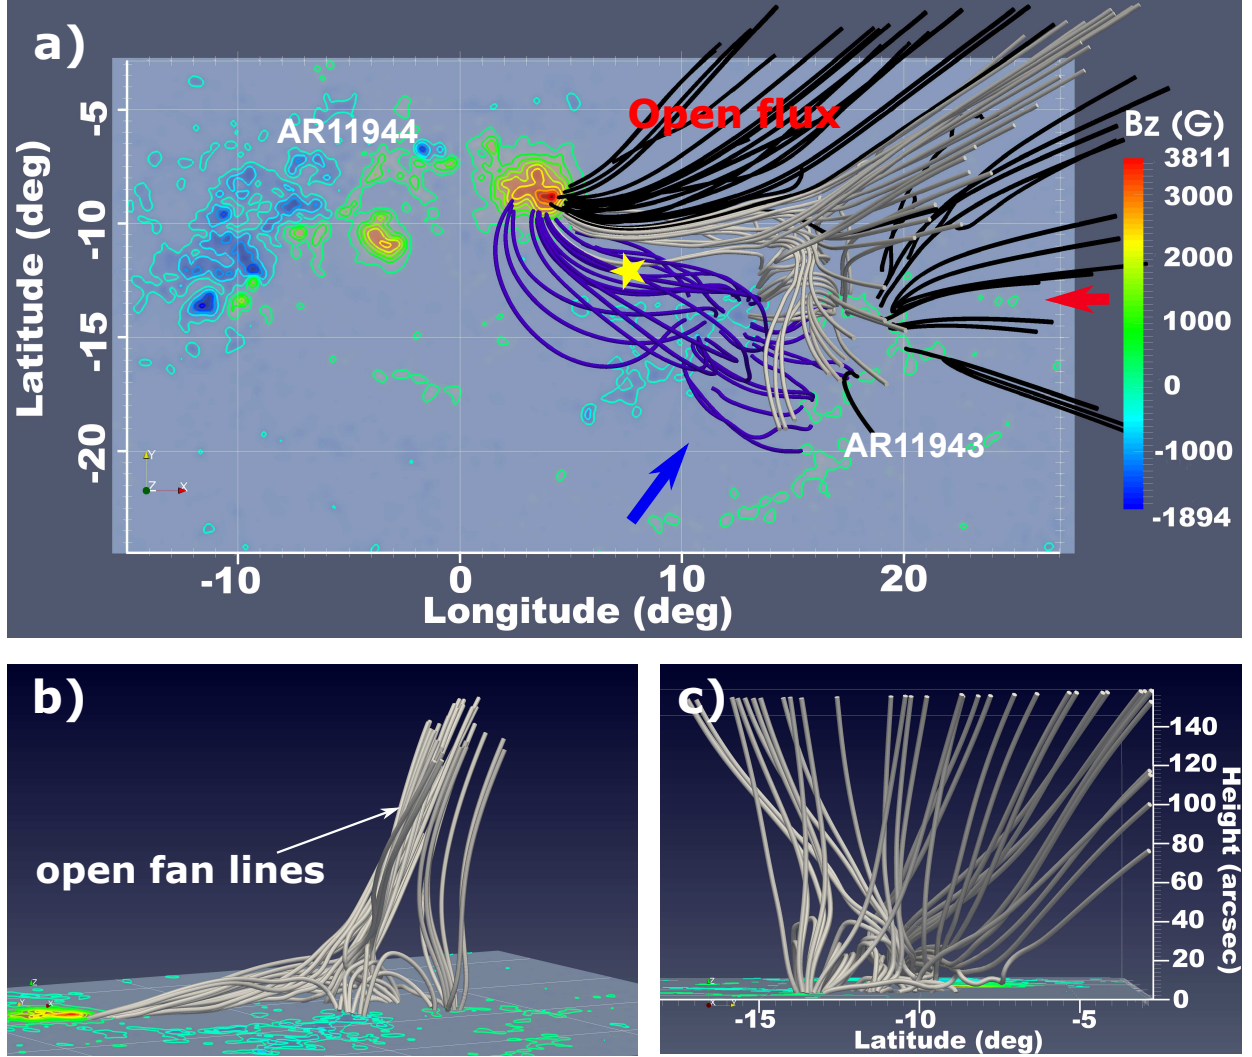 a)
AR11944
Open flux
Bz (G)
3811
3000
2000
1000
0
-1000
-1894
Latitude (deg)
-5
-10
-15
-20
AR11943
Y
Z
X
-10
0
10
20
Longitude (deg)
b)
open fan lines
Z
c)
140
120
100
80
60
40
20
0
Height (arcsec)
Z
-15
-10
-5
Latitude (deg)